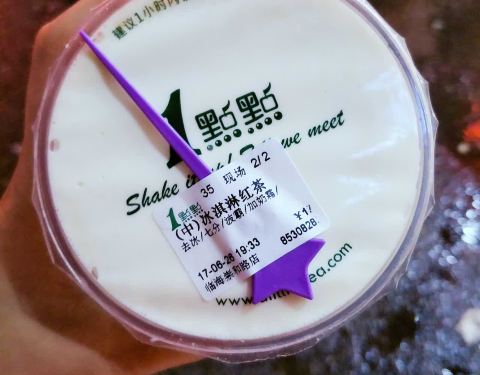 建议1小时内
1點點
Shake it we meet
35 现场 2/2
1點點
(中)冰淇淋红茶
去冰/七分/波霸/加奶霜/
¥17
17-06-28 19:33
8530828
临海崇和路店
www.
ea.com